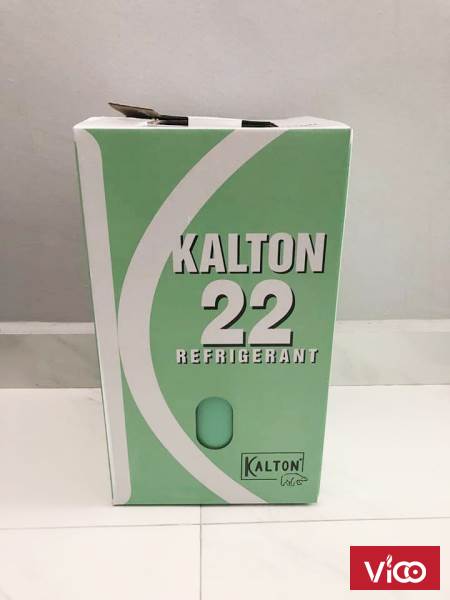 KALTON
22
REFRIGERANT
KALTON
ViCO